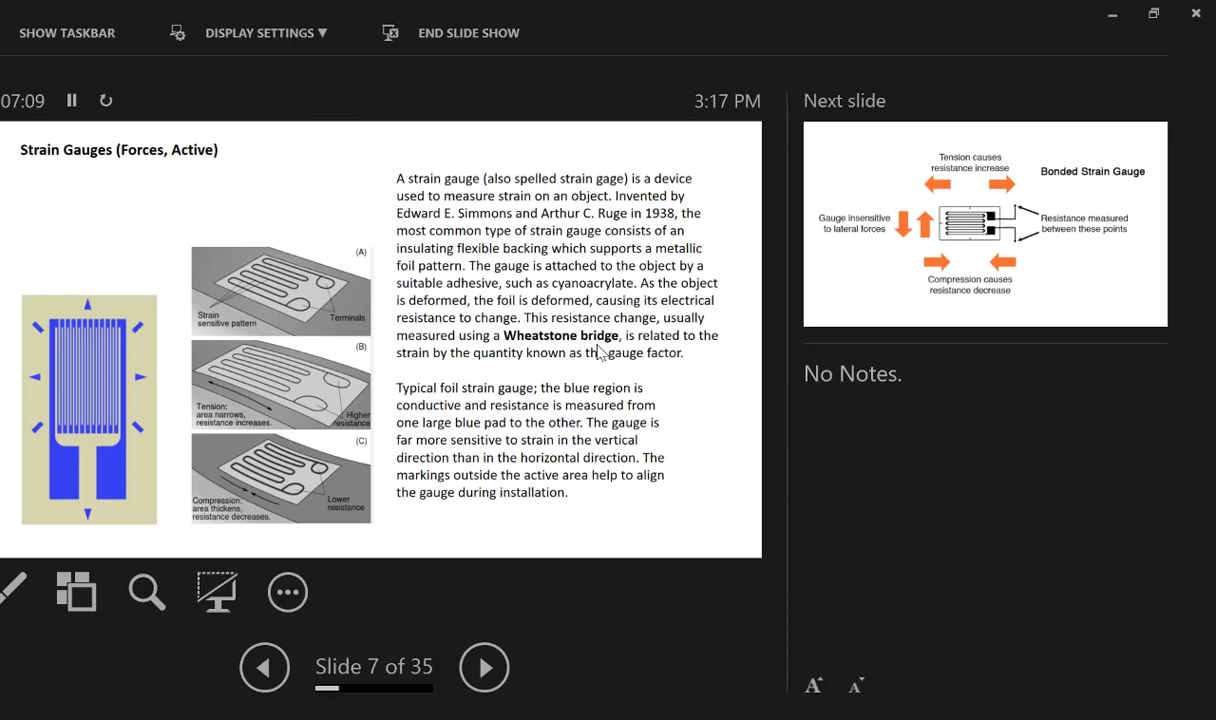 SHOW TASKBAR
DISPLAY SETTINGS ▼
END SLIDE SHOW
07:09
3:17 PM
Next slide
Strain Gauges (Forces, Active)
A strain gauge (also spelled strain gage) is a device
used to measure strain on an object. Invented by
Edward E. Simmons and Arthur C. Ruge in 1938, the
most common type of strain gauge consists of an
insulating flexible backing which supports a metallic
foil pattern. The gauge is attached to the object by a
suitable adhesive, such as cyanoacrylate. As the object
is deformed, the foil is deformed, causing its electrical
resistance to change. This resistance change, usually
measured using a Wheatstone bridge, is related to the
strain by the quantity known as the gauge factor.
Typical foil strain gauge; the blue region is
conductive and resistance is measured from
one large blue pad to the other. The gauge is
far more sensitive to strain in the vertical
direction than in the horizontal direction. The
markings outside the active area help to align
the gauge during installation.
(A)
Strain
sensitive pattern
Terminals
(B)
Tension:
area narrows,
resistance increases.
Higher
resistance
(C)
Compression:
area thickens,
resistance decreases.
Lower
resistance
Tension causes
resistance increase
Bonded Strain Gauge
Gauge insensitive
to lateral forces
Resistance measured
between these points
Compression causes
resistance decrease
No Notes.
Slide 7 of 35
A
A